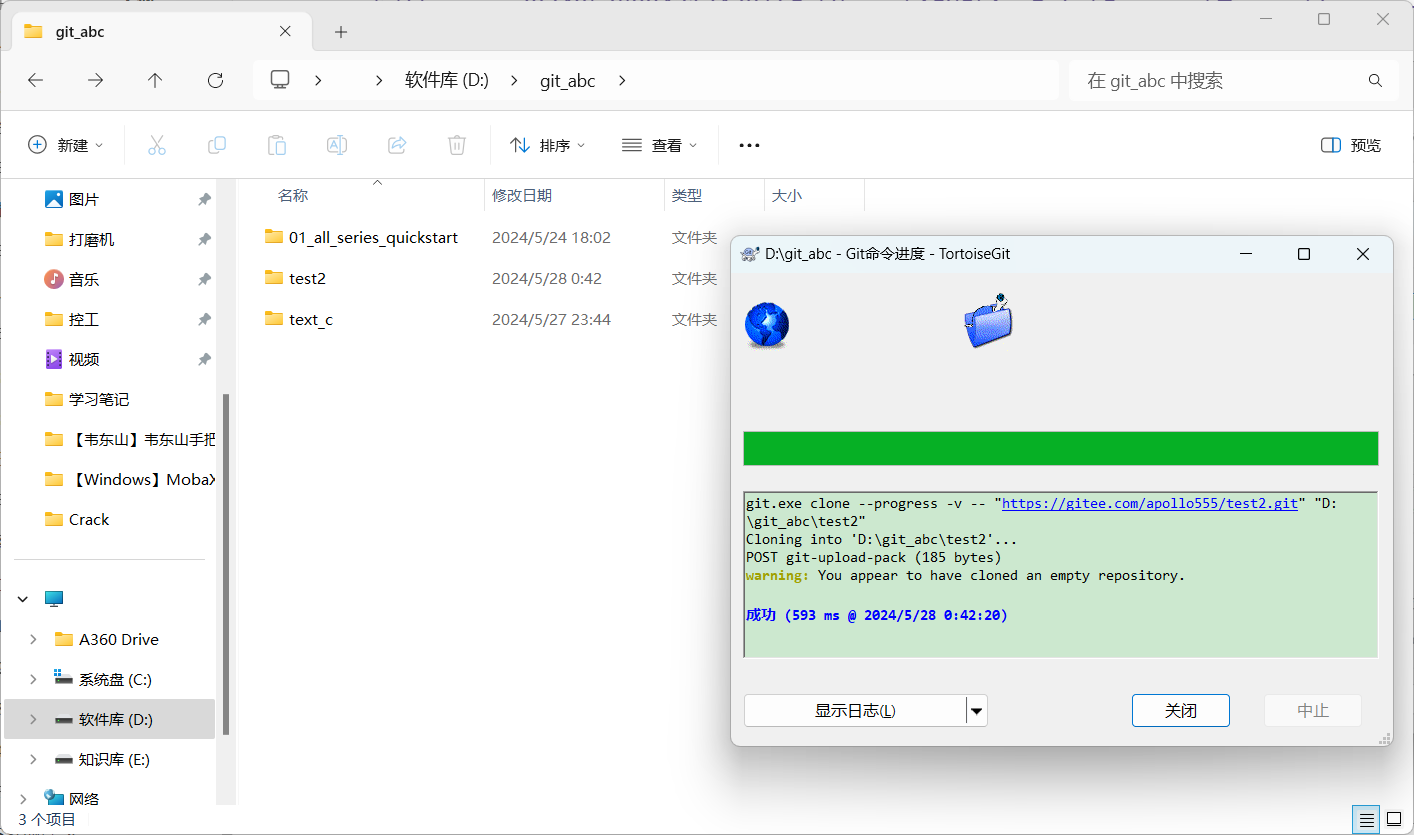 git_abc
软件库 (D:)
git_abc
在 git_abc 中搜索
新建
排序
查看
预览
图片
打磨机
音乐
控工
视频
学习笔记
【韦东山】韦东山手把
【Windows】MobaX
Crack
A360 Drive
系统盘 (C:)
软件库 (D:)
知识库 (E:)
网络
3 个项目
名称 修改日期 类型 大小
01_all_series_quickstart 2024/5/24 18:02 文件夹
test2 2024/5/28 0:42 文件夹
text_c 2024/5/27 23:44 文件夹
D:\git_abc - Git命令进度 - TortoiseGit
git.exe clone --progress -v -- "https://gitee.com/apollo555/test2.git" "D:
\git_abc\test2"
Cloning into 'D:\git_abc\test2'...
POST git-upload-pack (185 bytes)
warning: You appear to have cloned an empty repository.
成功 (593 ms @ 2024/5/28 0:42:20)
显示日志(L)
关闭
中止